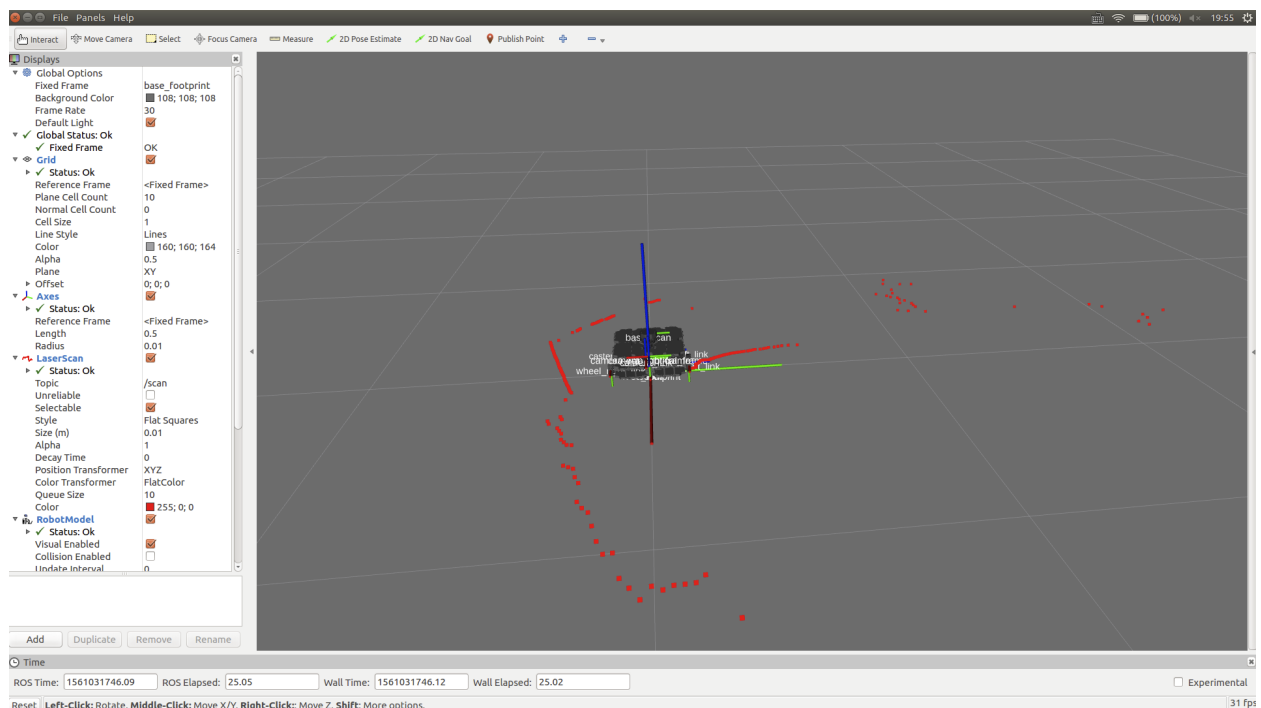 File Panels Help (100%) 19:55
Interact Move Camera Select Focus Camera Measure 2D Pose Estimate 2D Nav Goal Publish Point
Displays
Global Options
Fixed Frame base_footprint
Background Color 108; 108; 108
Frame Rate 30
Default Light
Global Status: Ok
Fixed Frame OK
Grid
Status: Ok
Reference Frame <Fixed Frame>
Plane Cell Count 10
Normal Cell Count 0
Cell Size 1
Line Style Lines
Color 160; 160; 164
Alpha 0.5
Plane XY
Offset 0; 0; 0
Axes
Status: Ok
Reference Frame <Fixed Frame>
Length 0.5
Radius 0.01
LaserScan
Status: Ok
Topic /scan
Unreliable
Selectable
Style Flat Squares
Size (m) 0.01
Alpha 1
Decay Time 0
Position Transformer XYZ
Color Transformer FlatColor
Queue Size 10
Color 255; 0; 0
RobotModel
Status: Ok
Visual Enabled
Collision Enabled
Update Interval 0
Add Duplicate Remove Rename
Time
ROS Time: 1561031746.09 ROS Elapsed: 25.05 Wall Time: 1561031746.12 Wall Elapsed: 25.02 Experimental
Reset Left-Click: Rotate. Middle-Click: Move X/Y. Right-Click:: Move Z. Shift: More options. 31 fps